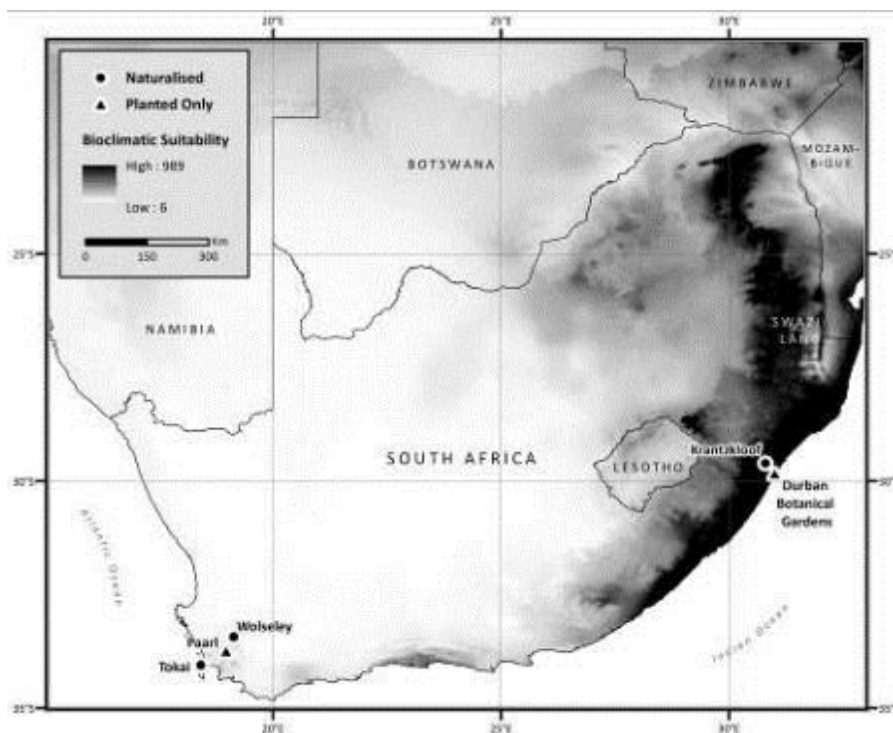 20°E 25°E 30°E
Naturalised
Planted Only
Bioclimatic Suitability
High : 989
Low : 6
Km
0 150 300
ZIMBABWE
MOZAM-
BIQUE
BOTSWANA
25°S 25°S
NAMIBIA
SWAZI
LAND
SOUTH AFRICA
Krantzkloof
LESOTHO
30°S 30°S
Durban
Botanical
Gardens
Atlantic Ocean
Indian Ocean
Wolseley
Paarl
Tokai
35°S 35°S
20°E 25°E 30°E